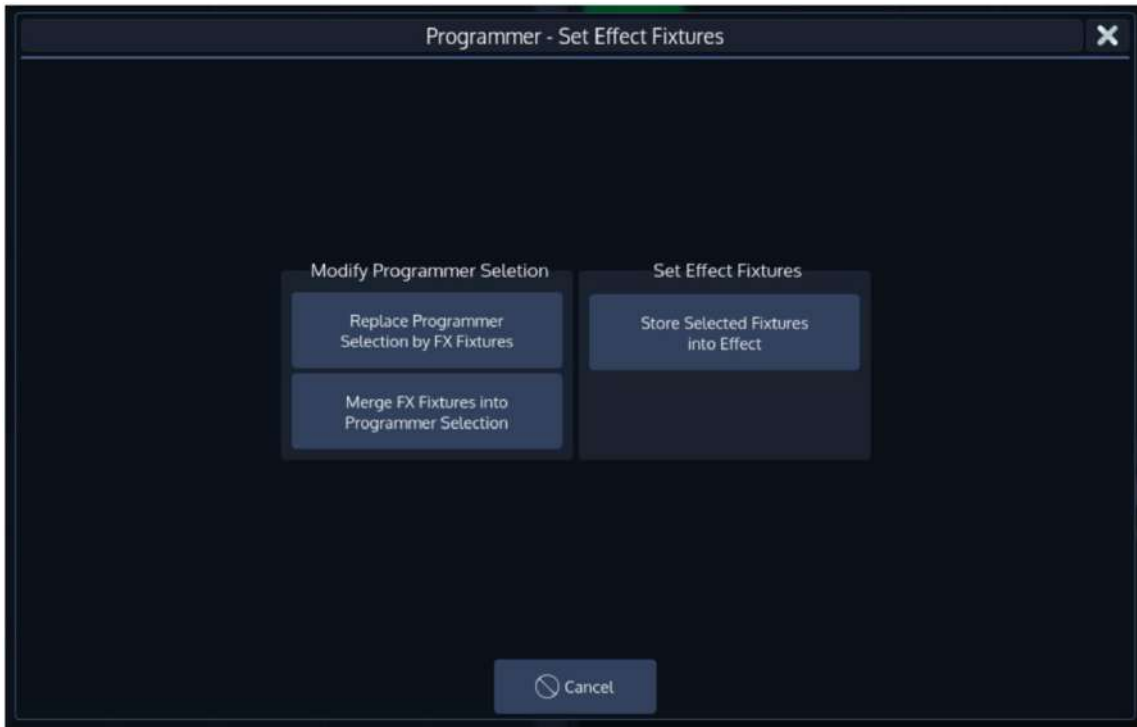 Programmer - Set Effect Fixtures
Modify Programmer Seletion
Replace Programmer
Selection by FX Fixtures
Merge FX Fixtures into
Programmer Selection
Set Effect Fixtures
Store Selected Fixtures
into Effect
Cancel